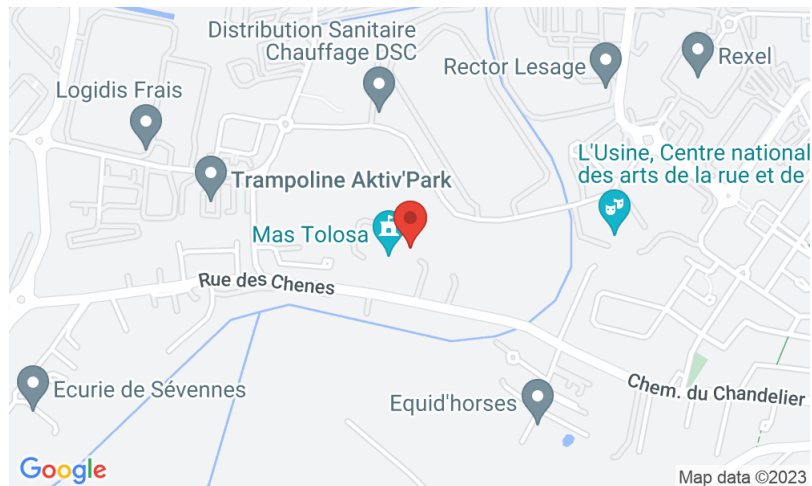 Distribution Sanitaire
Chauffage DSC
Rector Lesage
Rexel
Logidis Frais
L'Usine, Centre national
des arts de la rue et de
Trampoline Aktiv'Park
Mas Tolosa
Rue des Chenes
Ecurie de Sévennes
Equid'horses
Chem. du Chandelier
Google
Map data ©2023